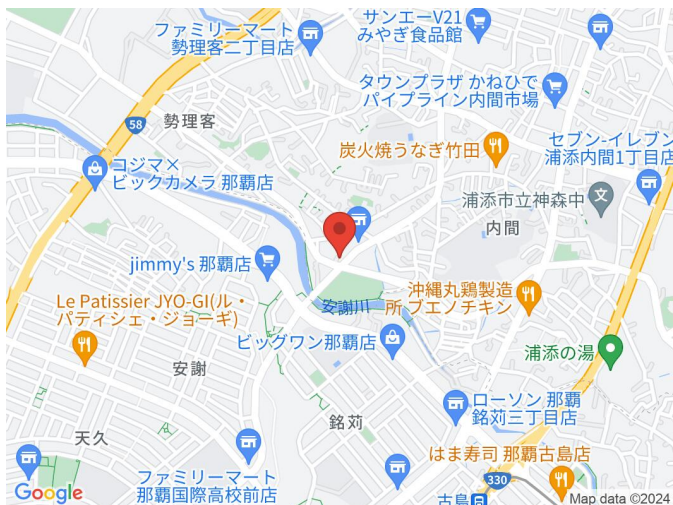 ファミリーマート
勢理客二丁目店
サンエーV21
みやぎ食品館
タウンプラザ かねひで
パイプライン内間市場
58
勢理客
炭火焼うなぎ竹田
セブン-イレブン
浦添内間1丁目店
コジマ×
ビックカメラ 那覇店
浦添市立神森中
文
内間
jimmy's 那覇店
沖縄丸鶏製造
所 ブエノチキン
Le Patissier JYO-GI(ル・
パティシェ・ジョーギ)
安謝川
ビッグワン那覇店
浦添の湯
安謝
ローソン 那覇
銘苅三丁目店
銘苅
天久
はま寿司 那覇古島店
ファミリーマート
那覇国際高校前店
330
古島
Google
Map data ©2024